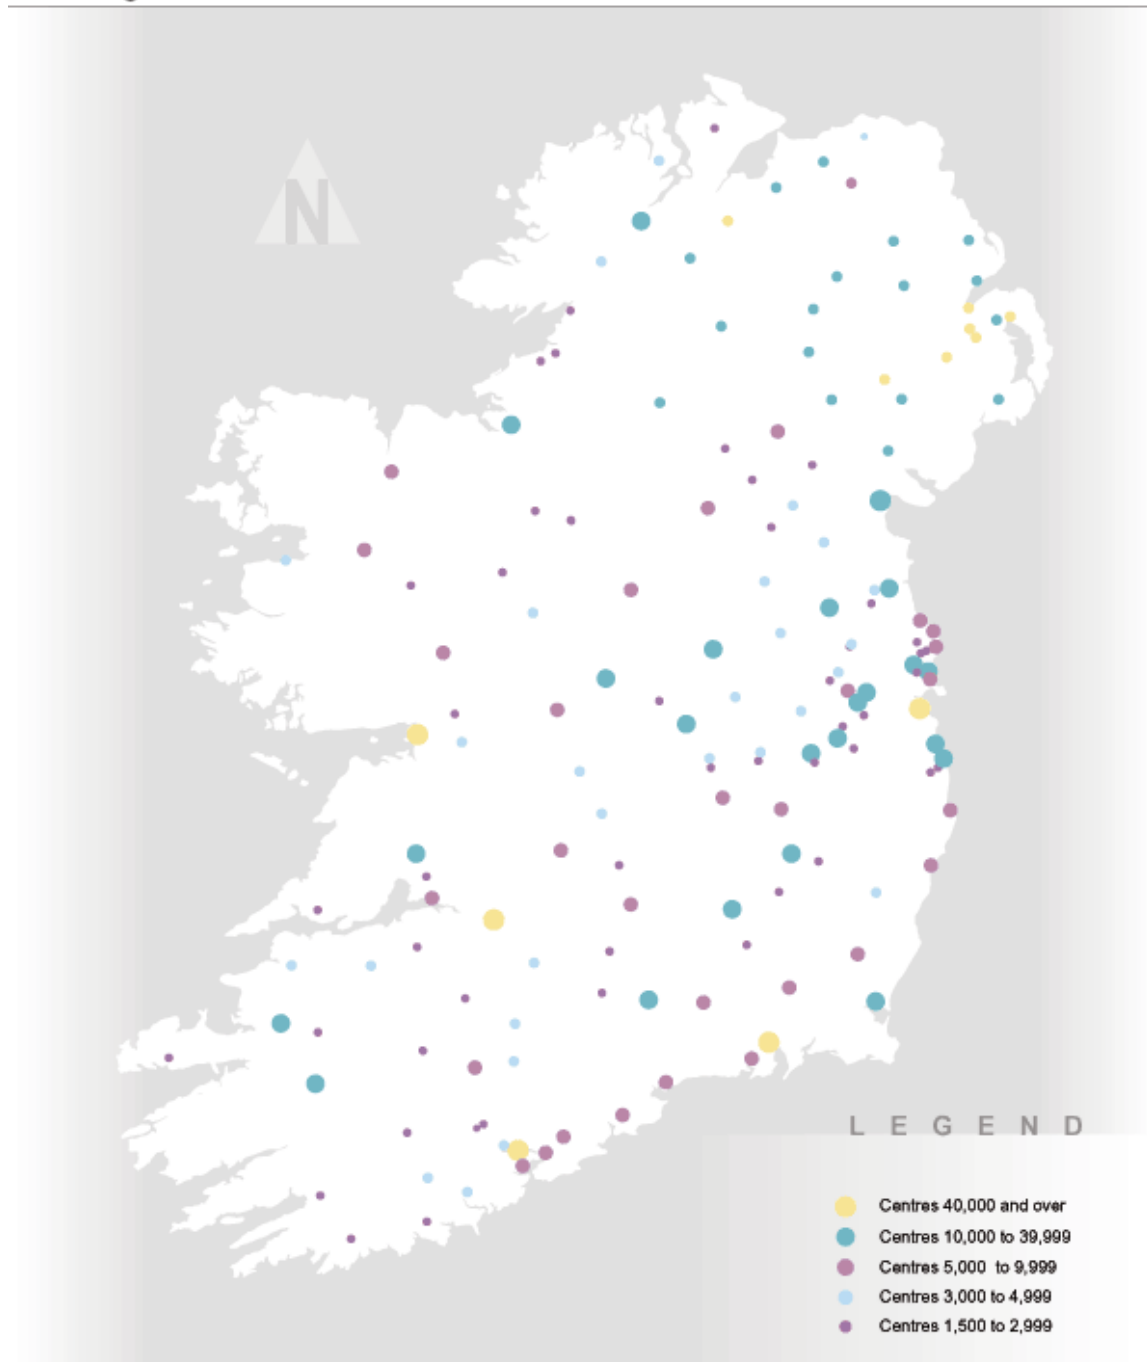 N
LEGEND
Centres 40,000 and over
Centres 10,000 to 39,999
Centres 5,000 to 9,999
Centres 3,000 to 4,999
Centres 1,500 to 2,999